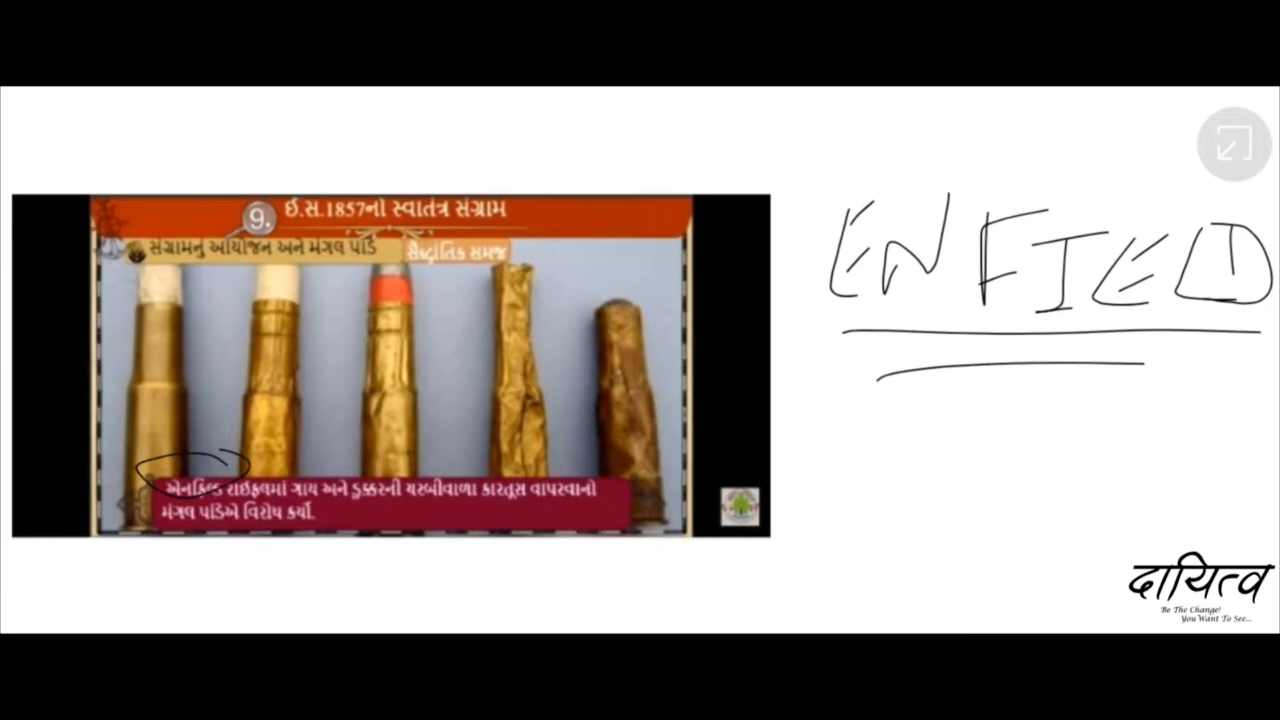 9.
ઈ.સ.1857નો સ્વાતંત્ર સંગ્રામ
સંગ્રામનું આયોજન અને મંગલ પાંડે
સૈદ્ધાંતિક સમજ
એનફિલ્ડ રાઈફલમાં ગાય અને ડુક્કરની ચરબીવાળા કારતૂસ વાપરવાનો
મંગલ પાંડેએ વિરોધ કર્યો.
ENFIED
दायित्व
Be The Change!
You Want To See...